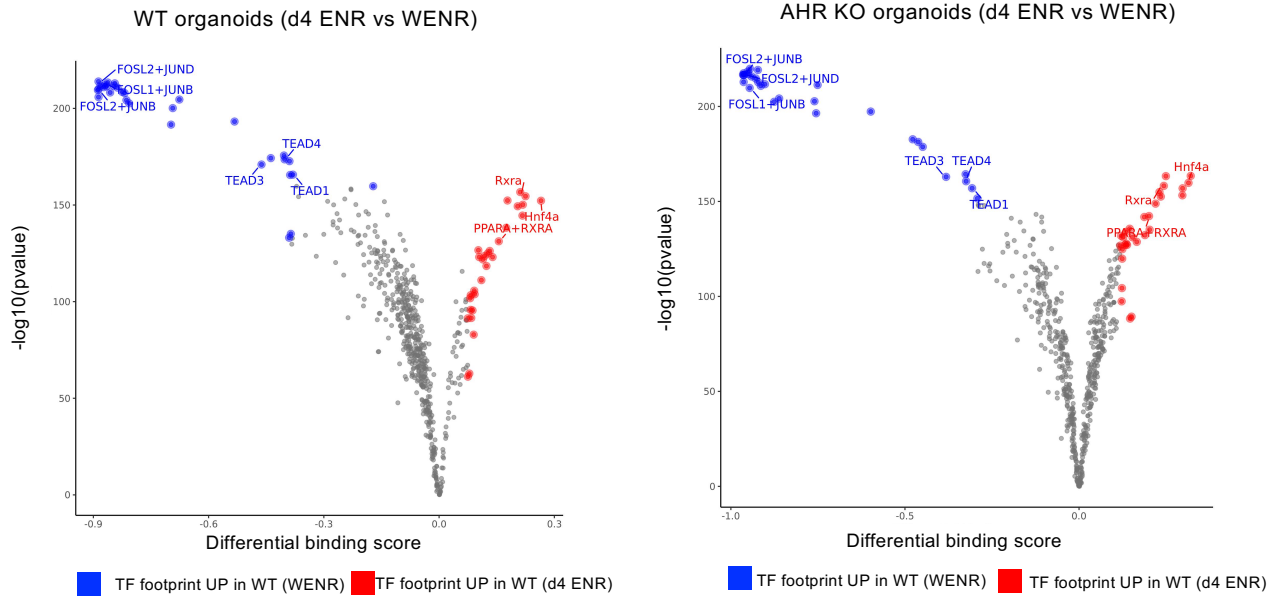 WT organoids (d4 ENR vs WENR)
FOSL2+JUND
FOSL1+JUNB
FOSL2+JUNB
TEAD4
TEAD3
TEAD1
Rxra
Hnf4a
PPARA+RXRA
200
150
100
50
0
-log10(pvalue)
-0.9
-0.6
-0.3
0.0
0.3
Differential binding score
TF footprint UP in WT (WENR)
TF footprint UP in WT (d4 ENR)
AHR KO organoids (d4 ENR vs WENR)
FOSL2+JUNB
FOSL2+JUND
FOSL1+JUNB
TEAD3
TEAD4
TEAD1
Hnf4a
Rxra
PPARA+RXRA
200
150
100
50
0
-log10(pvalue)
-1.0
-0.5
0.0
Differential binding score
TF footprint UP in WT (WENR)
TF footprint UP in WT (d4 ENR)